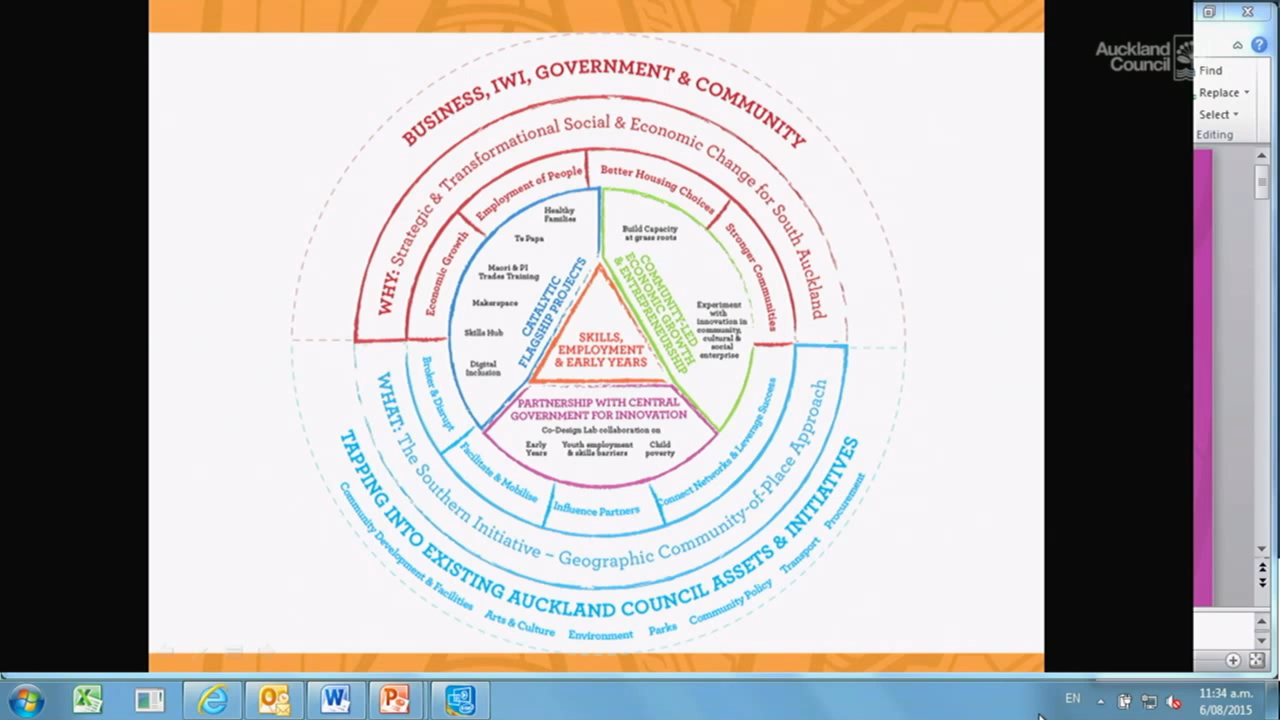 BUSINESS, IWI, GOVERNMENT & COMMUNITY
WHY: Strategic & Transformational Social & Economic Change for South Auckland
Economic Growth
Employment of People
Better Housing Choices
Stronger Communities
Healthy
Families
Te Papa
Maori & PI
Trades Training
Makerspace
Skills Hub
Digital
Inclusion
CATALYTIC
FLAGSHIP PROJECTS
Build Capacity
at grass roots
COMMUNITY-LED
ECONOMIC GROWTH
& ENTREPRENEURSHIP
Experiment
with
innovation in
community,
cultural &
social
enterprise
SKILLS,
EMPLOYMENT
& EARLY YEARS
PARTNERSHIP WITH CENTRAL
GOVERNMENT FOR INNOVATION
Co-Design Lab collaboration on
Early
Years
Youth employment
& skills barriers
Child
poverty
Broker & Disrupt
Facilitate & Mobilise
Influence Partners
Connect Networks & Leverage Success
WHAT: The Southern Initiative – Geographic Community-of-Place Approach
TAPPING INTO EXISTING AUCKLAND COUNCIL ASSETS & INITIATIVES
Community Development & Facilities
Arts & Culture
Environment
Parks
Community Policy
Transport
Procurement
Auckland
Council
Find
Replace
Select
Editing
EN
11:34 a.m.
6/08/2015